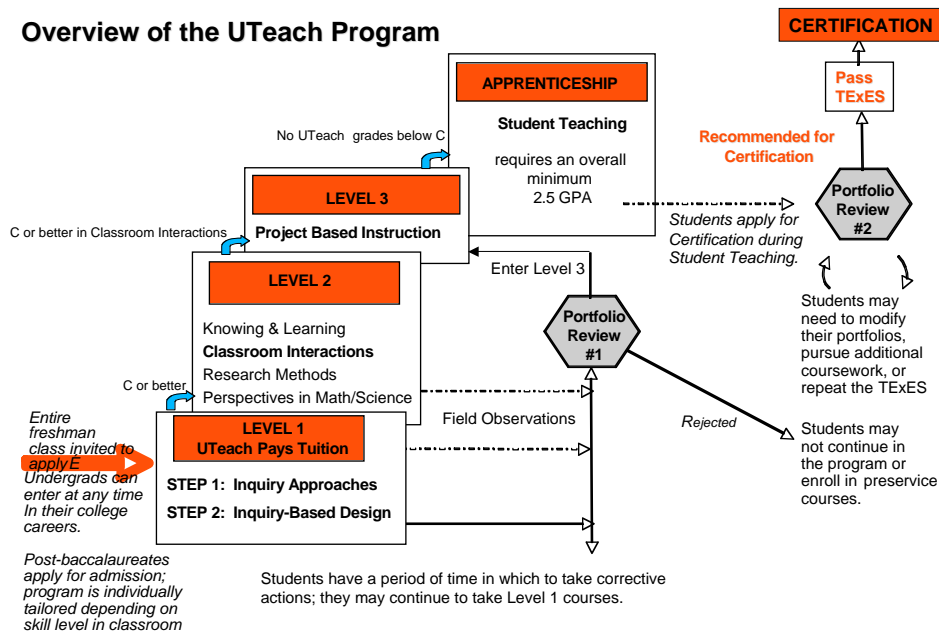 Overview of the UTeach Program
CERTIFICATION
Pass
TExES
Recommended for
Certification
Portfolio
Review
#2
APPRENTICESHIP
Student Teaching
requires an overall
minimum
2.5 GPA
No UTeach grades below C
Students apply for
Certification during
Student Teaching.
LEVEL 3
Project Based Instruction
C or better in Classroom Interactions
Enter Level 3
LEVEL 2
Knowing & Learning
Classroom Interactions
Research Methods
Perspectives in Math/Science
Portfolio
Review
#1
Students may
need to modify
their portfolios,
pursue additional
coursework, or
repeat the TExES
C or better
Field Observations
Rejected
LEVEL 1
UTeach Pays Tuition
STEP 1: Inquiry Approaches
STEP 2: Inquiry-Based Design
Entire
freshman
class invited to
applyÉ
Undergrads can
enter at any time
In their college
careers.
Students may
not continue in
the program or
enroll in preservice
courses.
Post-baccalaureates
apply for admission;
program is individually
tailored depending on
skill level in classroom
Students have a period of time in which to take corrective
actions; they may continue to take Level 1 courses.